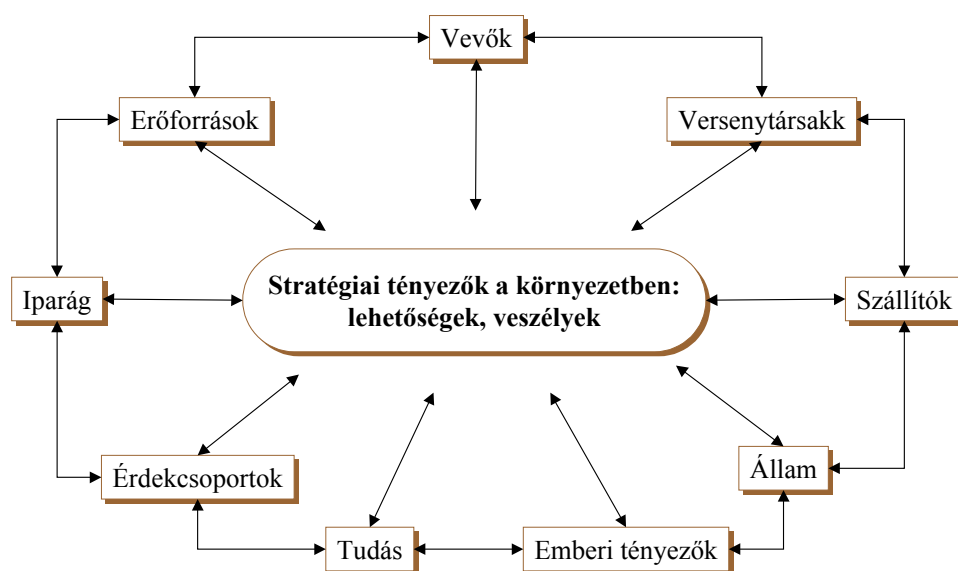 Vevők
Erőforrások
Versenytársakk
Stratégiai tényezők a környezetben:
lehetőségek, veszélyek
Iparág
Szállítók
Érdekcsoportok
Állam
Tudás
Emberi tényezők